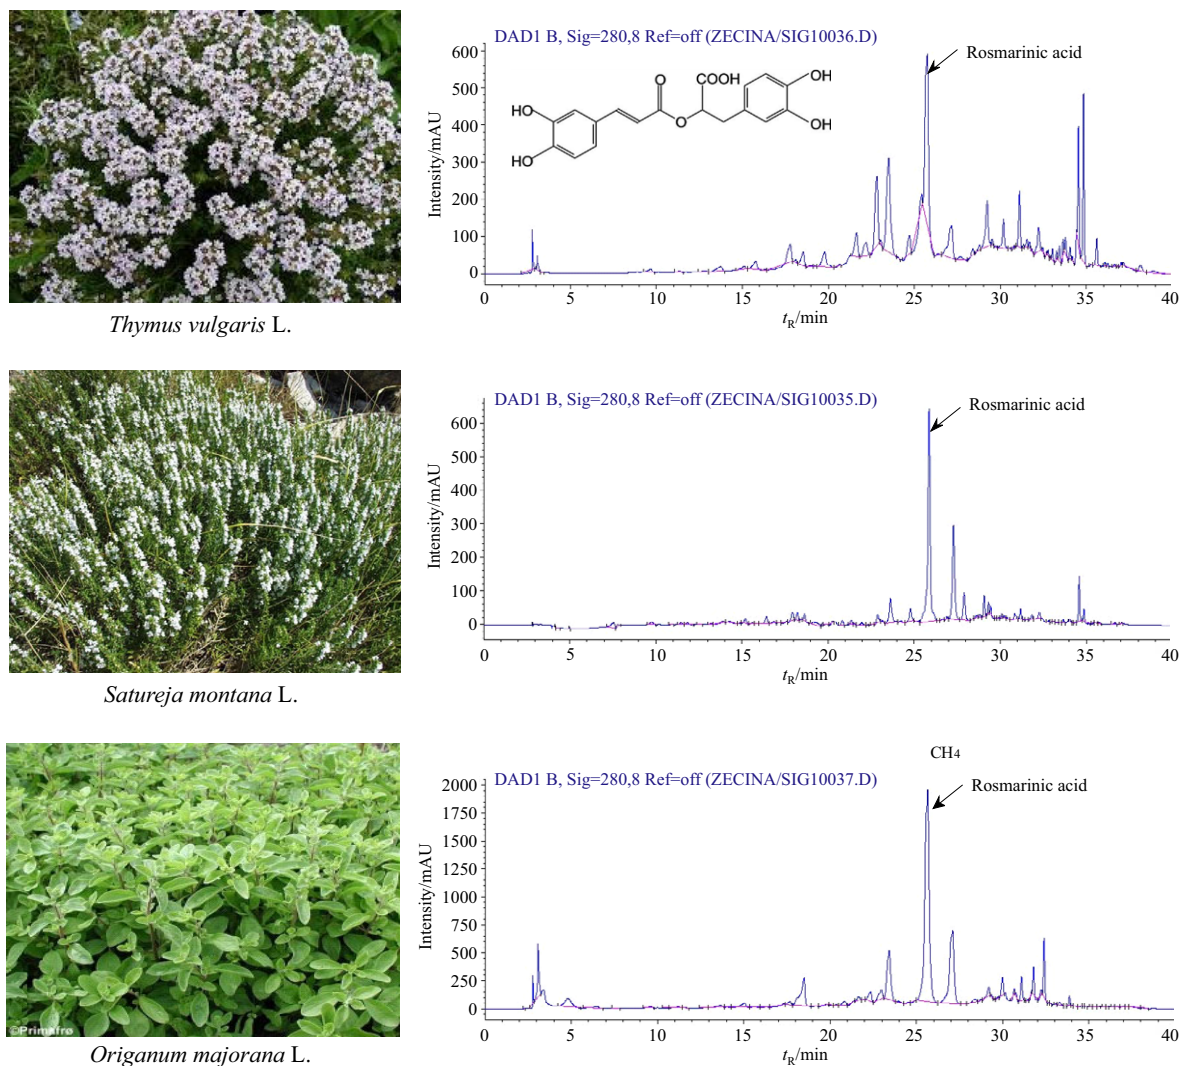 DAD1 B, Sig=280,8 Ref=off (ZECINA/SIG10036.D)
Rosmarinic acid
O
COOH
OH
HO
O
OH
HO
Intensity/mAU
600
500
400
300
200
100
0
0 5 10 15 20 25 30 35 40
tR/min
Thymus vulgaris L.
DAD1 B, Sig=280,8 Ref=off (ZECINA/SIG10035.D)
Rosmarinic acid
Intensity/mAU
600
500
400
300
200
100
0
0 5 10 15 20 25 30 35 40
tR/min
Satureja montana L.
CH4
DAD1 B, Sig=280,8 Ref=off (ZECINA/SIG10037.D)
Rosmarinic acid
Intensity/mAU
2000
1750
1500
1250
1000
750
500
250
0
0 5 10 15 20 25 30 35 40
tR/min
©Primafro
Origanum majorana L.